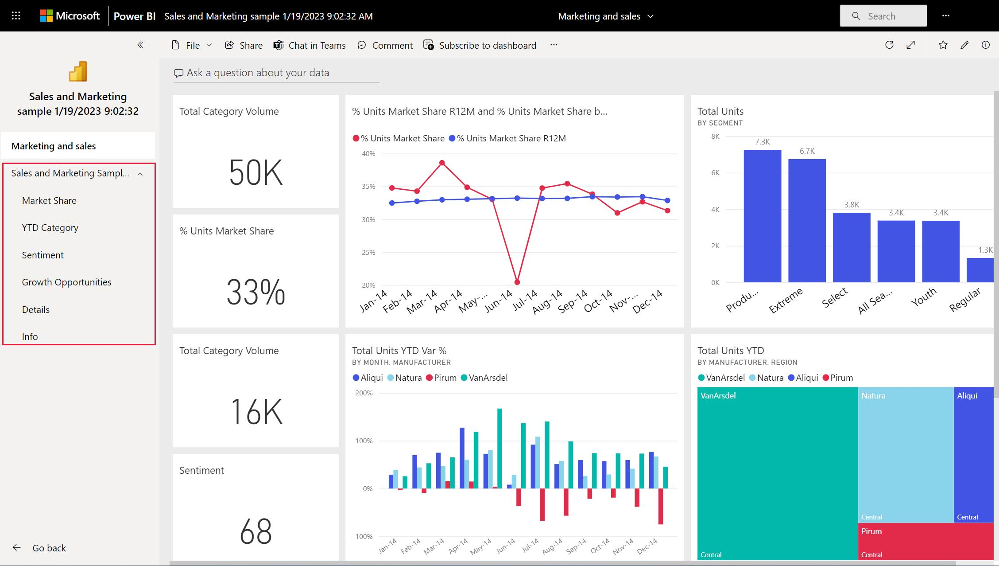 Microsoft Power BI Sales and Marketing sample 1/19/2023 9:02:32 AM
Marketing and sales
Search
File
Share
Chat in Teams
Comment
Subscribe to dashboard
Sales and Marketing
sample 1/19/2023 9:02:32
Marketing and sales
Sales and Marketing Sampl...
Market Share
YTD Category
Sentiment
Growth Opportunities
Details
Info
Go back
Ask a question about your data
Total Category Volume
50K
% Units Market Share
33%
Total Category Volume
16K
Sentiment
68
% Units Market Share R12M and % Units Market Share b...
% Units Market Share % Units Market Share R12M
40%
35%
30%
25%
20%
Jan-14 Feb-14 Mar-14 Apr-14 May-... Jun-14 Jul-14 Aug-14 Sep-14 Oct-14 Nov-... Dec-14
Total Units
BY SEGMENT
8K
6K
4K
2K
0K
7.3K 6.7K 3.8K 3.4K 3.4K 1.3K
Produ... Extreme Select All Sea... Youth Regular
Total Units YTD Var %
BY MONTH, MANUFACTURER
Aliqui Natura Pirum VanArsdel
200%
100%
0%
-100%
Jan-14 Feb-14 Mar-14 Apr-14 May-14 Jun-14 Jul-14 Aug-14 Sep-14 Oct-14 Nov-14 Dec-14
Total Units YTD
BY MANUFACTURER, REGION
VanArsdel Natura Aliqui Pirum
VanArsdel
Central
Natura
Central
Aliqui
Central
Pirum
Central